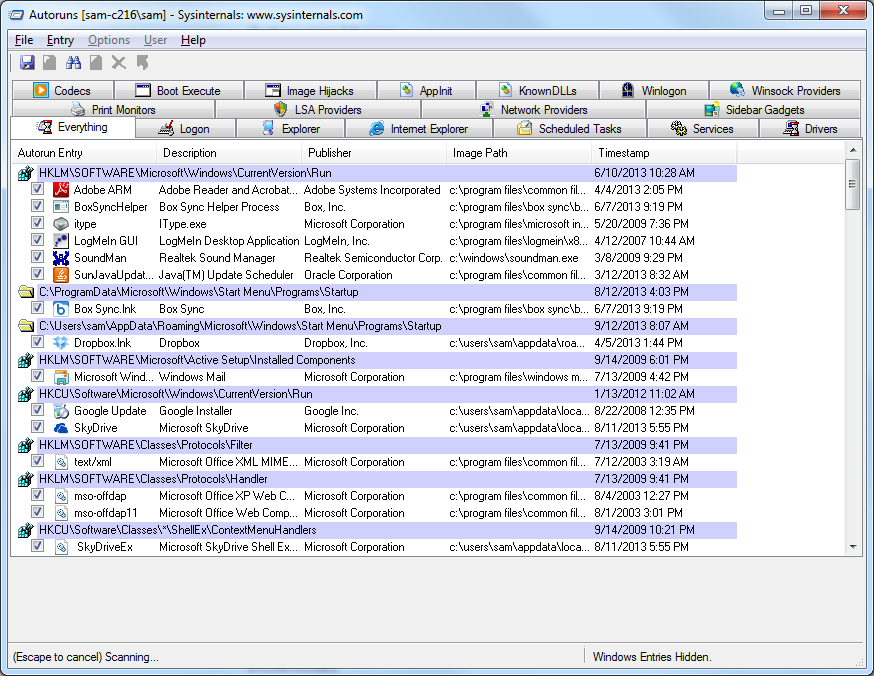 Autoruns [sam-c216\sam] - Sysinternals: www.sysinternals.com
File Entry Options User Help
Codecs Boot Execute Image Hijacks AppInit KnownDLLs Winlogon Winsock Providers
Print Monitors LSA Providers Network Providers Sidebar Gadgets
Everything Logon Explorer Internet Explorer Scheduled Tasks Services Drivers
Autorun Entry Description Publisher Image Path Timestamp
HKLM\SOFTWARE\Microsoft\Windows\CurrentVersion\Run 6/10/2013 10:28 AM
Adobe ARM Adobe Reader and Acrobat... Adobe Systems Incorporated c:\program files\common fil... 4/4/2013 2:05 PM
BoxSyncHelper Box Sync Helper Process Box, Inc. c:\program files\box sync\b... 6/7/2013 9:19 PM
itype IType.exe Microsoft Corporation c:\program files\microsoft in... 5/20/2009 7:36 PM
LogMeIn GUI LogMeIn Desktop Application LogMeIn, Inc. c:\program files\logmein\x8... 4/12/2007 10:44 AM
SoundMan Realtek Sound Manager Realtek Semiconductor Corp. c:\windows\soundman.exe 3/8/2009 9:29 PM
SunJavaUpdat... Java(TM) Update Scheduler Oracle Corporation c:\program files\common fil... 3/12/2013 8:32 AM
C:\ProgramData\Microsoft\Windows\Start Menu\Programs\Startup 8/12/2013 4:03 PM
Box Sync.lnk Box Sync Box, Inc. c:\program files\box sync\b... 6/7/2013 9:19 PM
C:\Users\sam\AppData\Roaming\Microsoft\Windows\Start Menu\Programs\Startup 9/12/2013 8:07 AM
Dropbox.lnk Dropbox Dropbox, Inc. c:\users\sam\appdata\roa... 4/5/2013 1:44 PM
HKLM\SOFTWARE\Microsoft\Active Setup\Installed Components 9/14/2009 6:01 PM
Microsoft Wind... Windows Mail Microsoft Corporation c:\program files\windows m... 7/13/2009 4:42 PM
HKCU\Software\Microsoft\Windows\CurrentVersion\Run 1/13/2012 11:02 AM
Google Update Google Installer Google Inc. c:\users\sam\appdata\loca... 8/22/2008 12:35 PM
SkyDrive Microsoft SkyDrive Microsoft Corporation c:\users\sam\appdata\loca... 8/11/2013 5:55 PM
HKLM\SOFTWARE\Classes\Protocols\Filter 7/13/2009 9:41 PM
text/xml Microsoft Office XML MIME... Microsoft Corporation c:\program files\common fil... 7/12/2003 3:19 AM
HKLM\SOFTWARE\Classes\Protocols\Handler 7/13/2009 9:41 PM
mso-offdap Microsoft Office XP Web C... Microsoft Corporation c:\program files\common fil... 8/4/2003 12:27 PM
mso-offdap11 Microsoft Office Web Comp... Microsoft Corporation c:\program files\common fil... 8/1/2003 3:01 PM
HKCU\Software\Classes\*\ShellEx\ContextMenuHandlers 9/14/2009 10:21 PM
SkyDriveEx Microsoft SkyDrive Shell Ex... Microsoft Corporation c:\users\sam\appdata\loca... 8/11/2013 5:55 PM
(Escape to cancel) Scanning... Windows Entries Hidden.